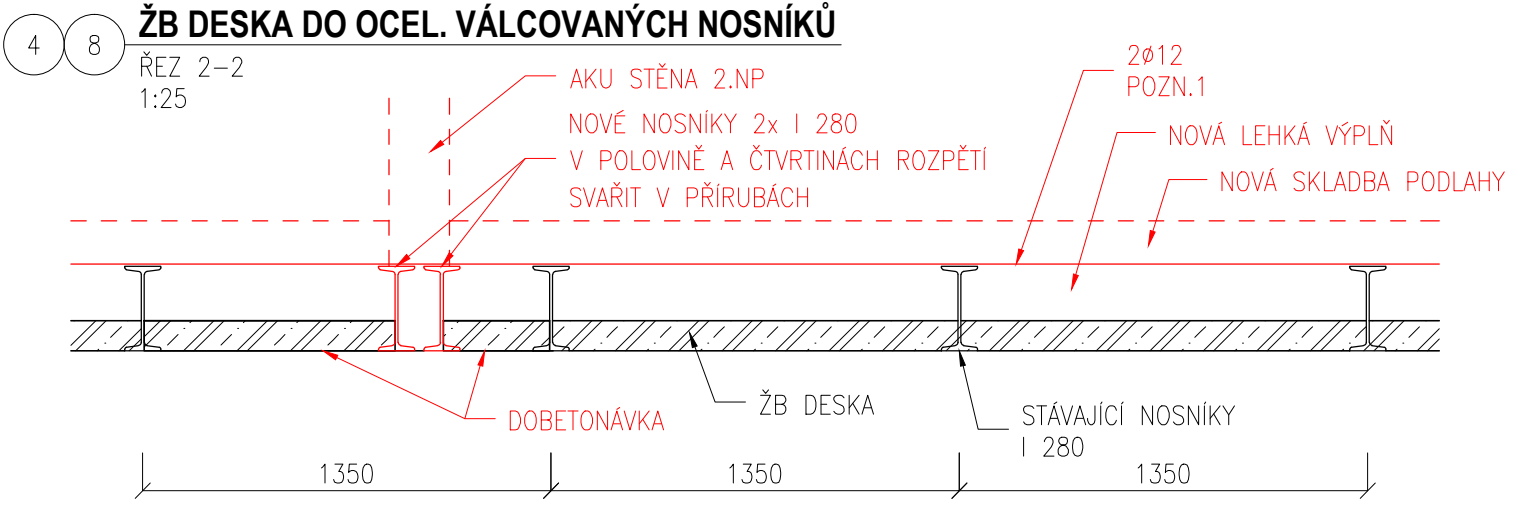 4 8 ŽB DESKA DO OCEL. VÁLCOVANÝCH NOSNÍKŮ
ŘEZ 2-2
1:25
AKU STĚNA 2.NP
NOVÉ NOSNÍKY 2x I 280
V POLOVINĚ A ČTVRTINÁCH ROZPĚTÍ
SVAŘIT V PŘÍRUBÁCH
2ø12
POZN.1
NOVÁ LEHKÁ VÝPLŇ
NOVÁ SKLADBA PODLAHY
DOBETONÁVKA
ŽB DESKA
STÁVAJÍCÍ NOSNÍKY
I 280
1350 1350 1350